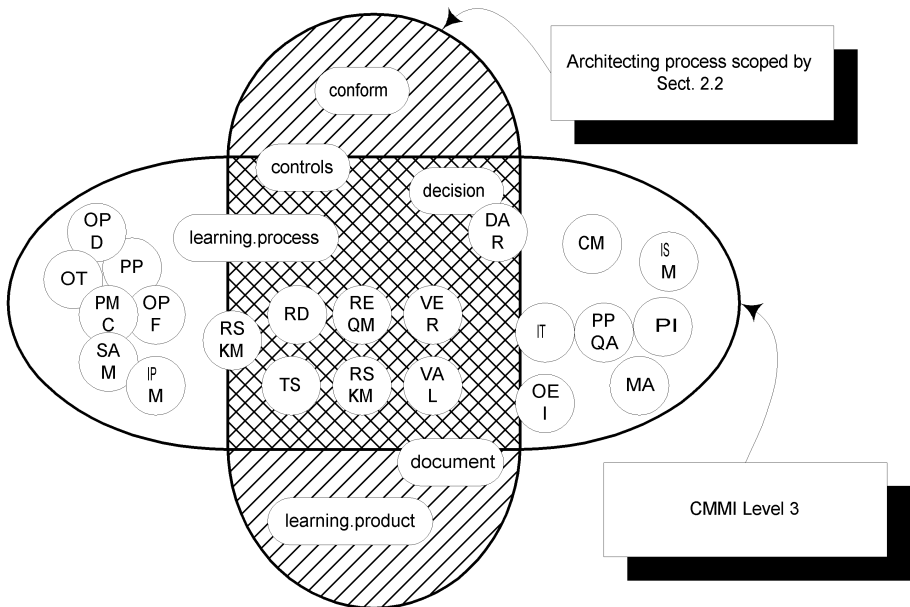 Architecting process scoped by
Sect. 2.2
conform
controls
decision
learning.process
DA
R
OP
D
CM
IS
M
OT
PP
PM
C
OP
F
RS
KM
RD
RE
QM
VE
R
IT
PP
QA
PI
SA
M
IP
M
TS
RS
KM
VA
L
OE
I
MA
document
learning.product
CMMI Level 3